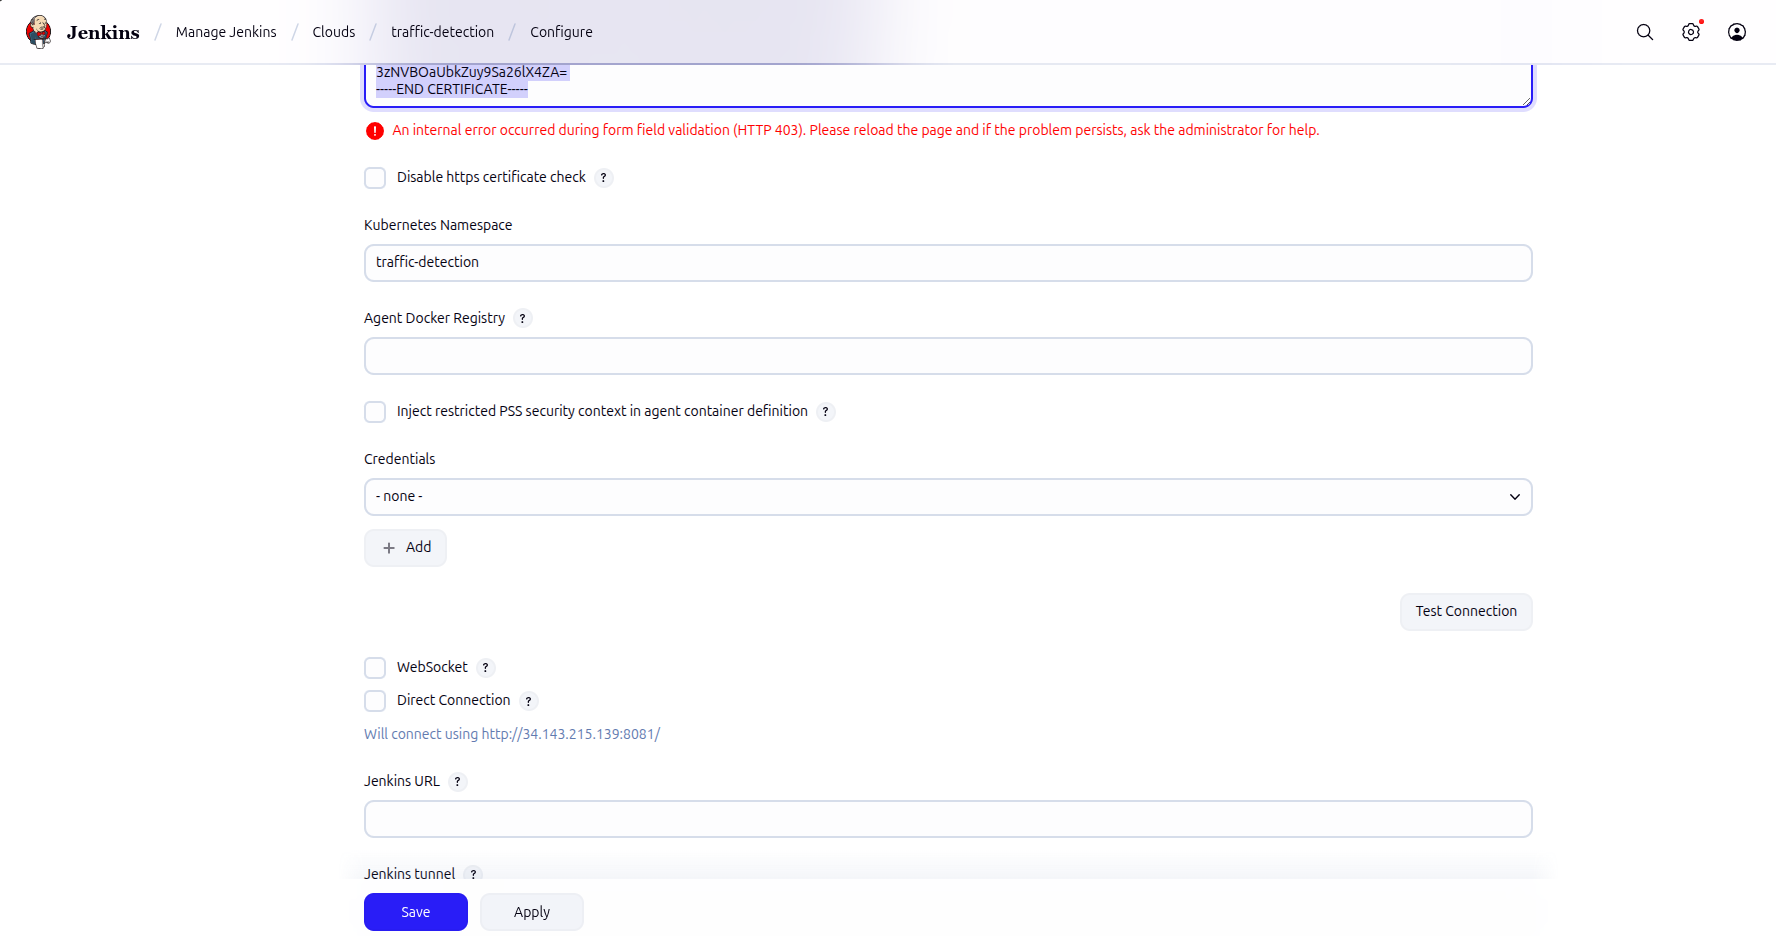 Jenkins / Manage Jenkins / Clouds / traffic-detection / Configure
3zNVBOaUbkZuy9Sa26lX4ZA=
-----END CERTIFICATE-----
! An internal error occurred during form field validation (HTTP 403). Please reload the page and if the problem persists, ask the administrator for help.
Disable https certificate check ?
Kubernetes Namespace
traffic-detection
Agent Docker Registry ?
Inject restricted PSS security context in agent container definition ?
Credentials
- none -
+ Add
Test Connection
WebSocket ?
Direct Connection ?
Will connect using http://34.143.215.139:8081/
Jenkins URL ?
Jenkins tunnel ?
Save Apply